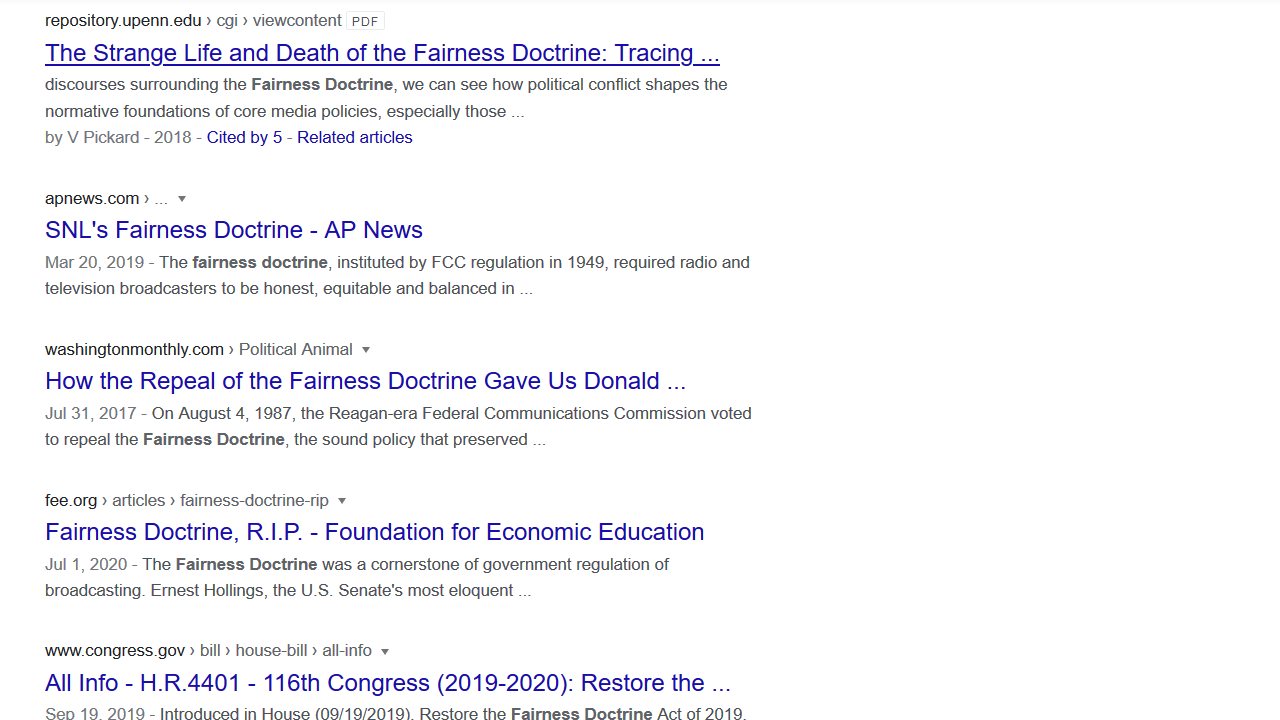 repository.upenn.edu › cgi › viewcontent PDF
The Strange Life and Death of the Fairness Doctrine: Tracing ...
discourses surrounding the Fairness Doctrine, we can see how political conflict shapes the
normative foundations of core media policies, especially those ...
by V Pickard - 2018 - Cited by 5 - Related articles
apnews.com › ...
SNL's Fairness Doctrine - AP News
Mar 20, 2019 - The fairness doctrine, instituted by FCC regulation in 1949, required radio and
television broadcasters to be honest, equitable and balanced in ...
washingtonmonthly.com › Political Animal
How the Repeal of the Fairness Doctrine Gave Us Donald ...
Jul 31, 2017 - On August 4, 1987, the Reagan-era Federal Communications Commission voted
to repeal the Fairness Doctrine, the sound policy that preserved ...
fee.org › articles › fairness-doctrine-rip
Fairness Doctrine, R.I.P. - Foundation for Economic Education
Jul 1, 2020 - The Fairness Doctrine was a cornerstone of government regulation of
broadcasting. Ernest Hollings, the U.S. Senate's most eloquent ...
www.congress.gov › bill › house-bill › all-info
All Info - H.R.4401 - 116th Congress (2019-2020): Restore the ...
Sep 19, 2019 - Introduced in House (09/19/2019). Restore the Fairness Doctrine Act of 2019.